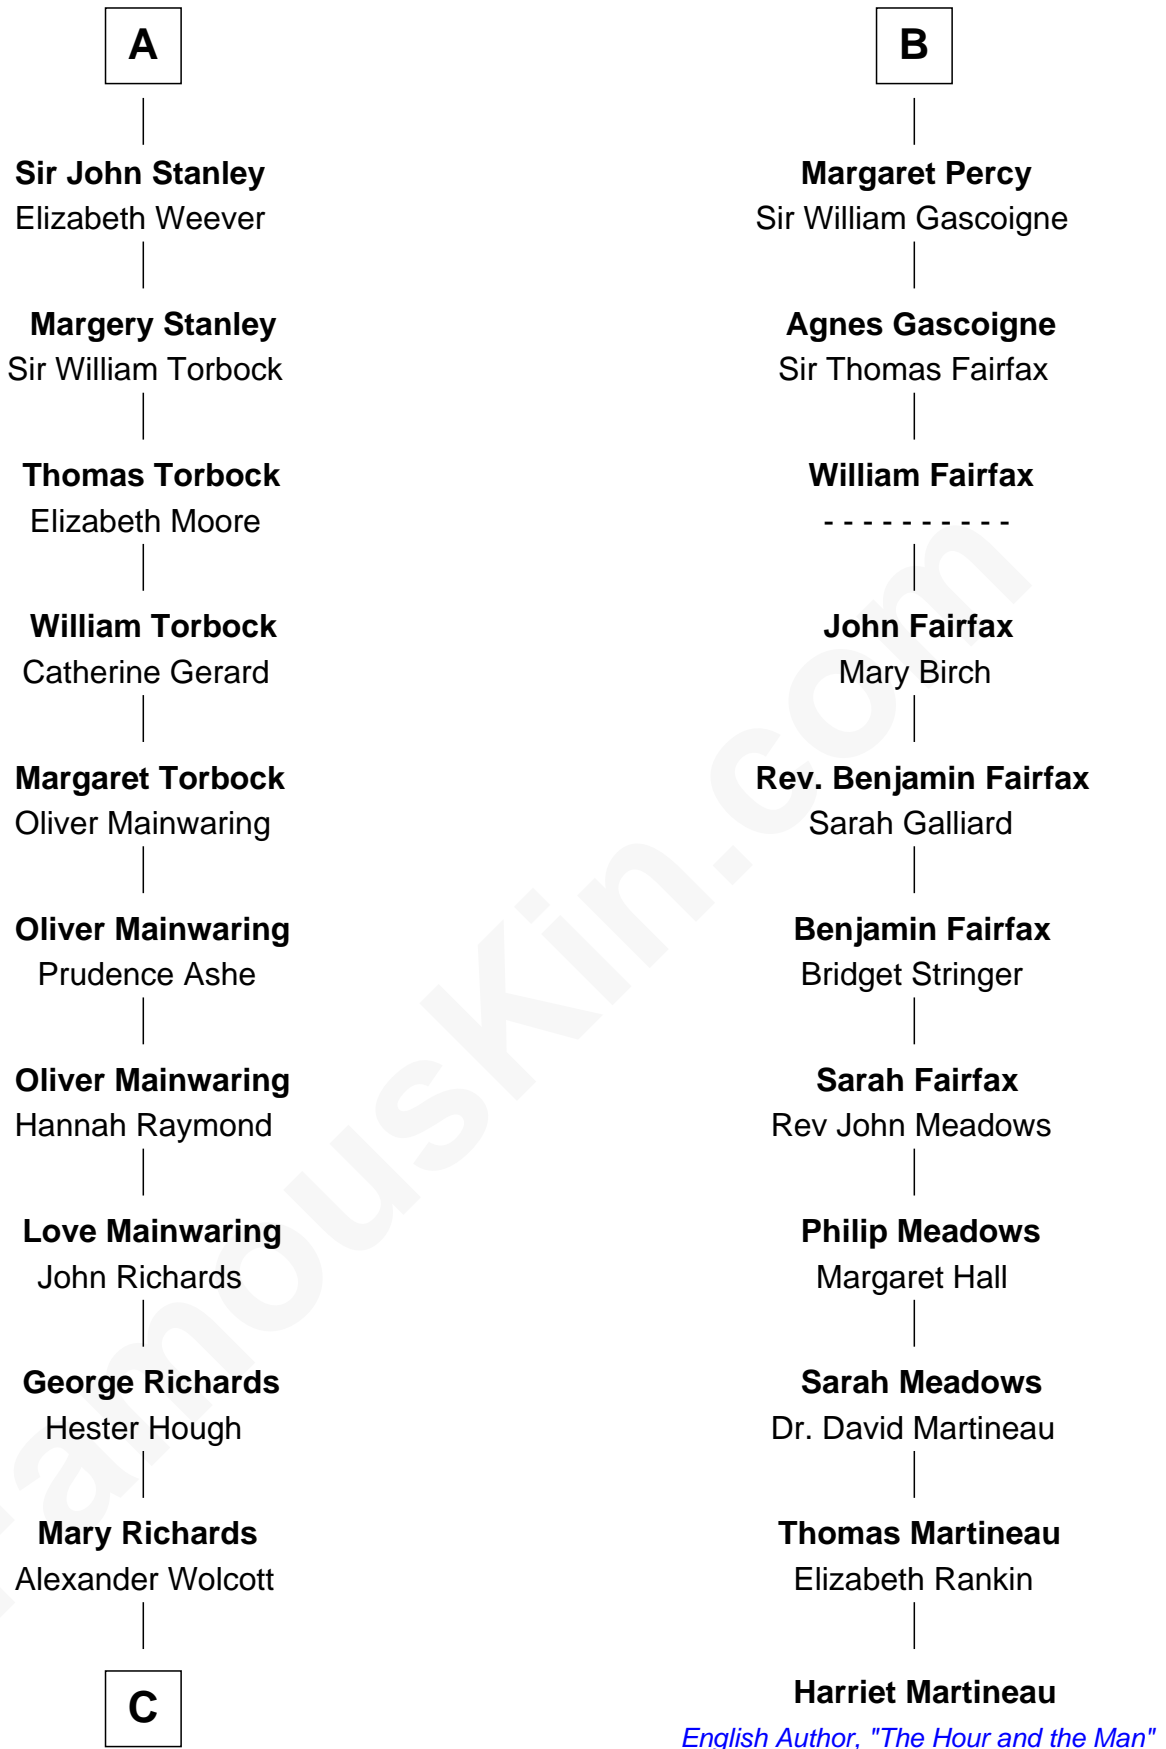 A
Sir John Stanley
Elizabeth Weever
Margery Stanley
Sir William Torbock
Thomas Torbock
Elizabeth Moore
William Torbock
Catherine Gerard
Margaret Torbock
Oliver Mainwaring
Oliver Mainwaring
Prudence Ashe
Oliver Mainwaring
Hannah Raymond
Love Mainwaring
John Richards
George Richards
Hester Hough
Mary Richards
Alexander Wolcott
C
B
Margaret Percy
Sir William Gascoigne
Agnes Gascoigne
Sir Thomas Fairfax
William Fairfax
- - - - - - - - - -
John Fairfax
Mary Birch
Rev. Benjamin Fairfax
Sarah Galliard
Benjamin Fairfax
Bridget Stringer
Sarah Fairfax
Rev John Meadows
Philip Meadows
Margaret Hall
Sarah Meadows
Dr. David Martineau
Thomas Martineau
Elizabeth Rankin
Harriet Martineau
English Author, "The Hour and the Man"
FamousKin.com